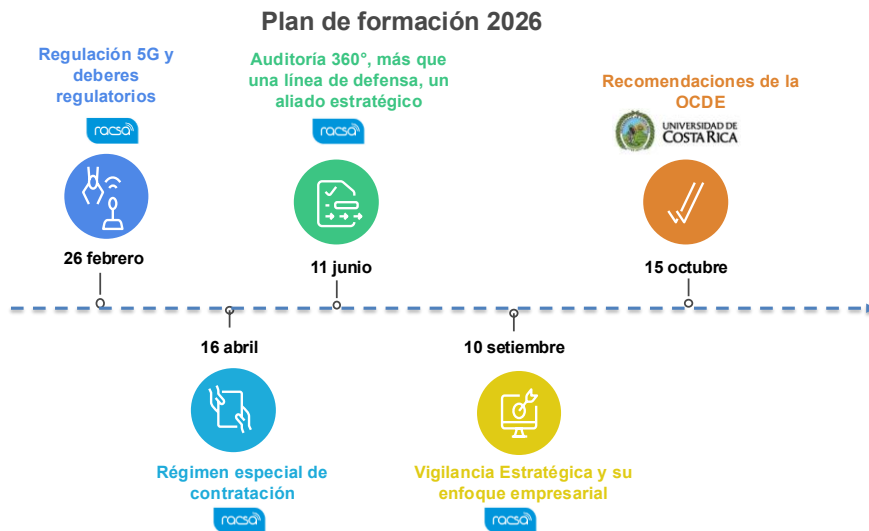 Plan de formación 2026
Regulación 5G y
deberes
regulatorios
racsa
26 febrero
Auditoría 360°, más que
una línea de defensa, un
aliado estratégico
racsa
11 junio
Recomendaciones de la
OCDE
UNIVERSIDAD DE
COSTA RICA
15 octubre
16 abril
Régimen especial de
contratación
racsa
10 setiembre
Vigilancia Estratégica y su
enfoque empresarial
racsa